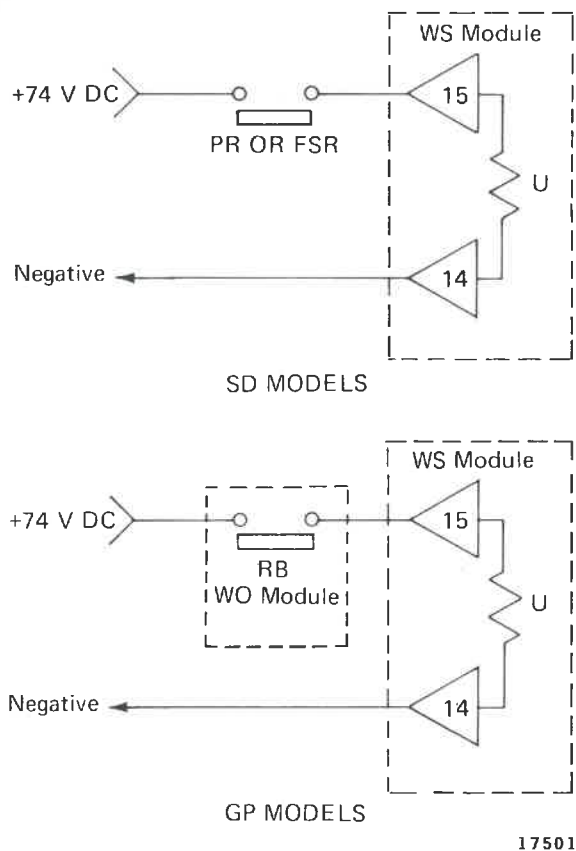 WS Module
+74 V DC
15
PR OR FSR
U
Negative
14
SD MODELS
WS Module
+74 V DC
15
RB
WO Module
U
Negative
14
GP MODELS
17501